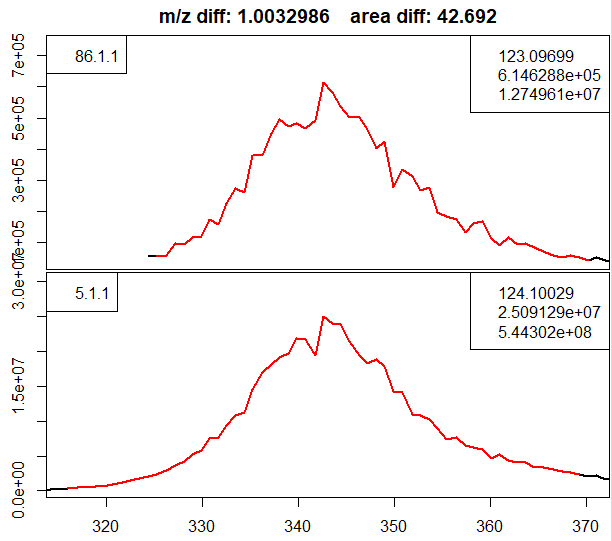 m/z diff: 1.0032986    area diff: 42.692
86.1.1
123.09699
6.146288e+05
1.274961e+07
7e+05
5e+05
3e+05
5.1.1
124.10029
2.509129e+07
5.44302e+08
3.0e+07
1.5e+07
0.0e+00
320 330 340 350 360 370